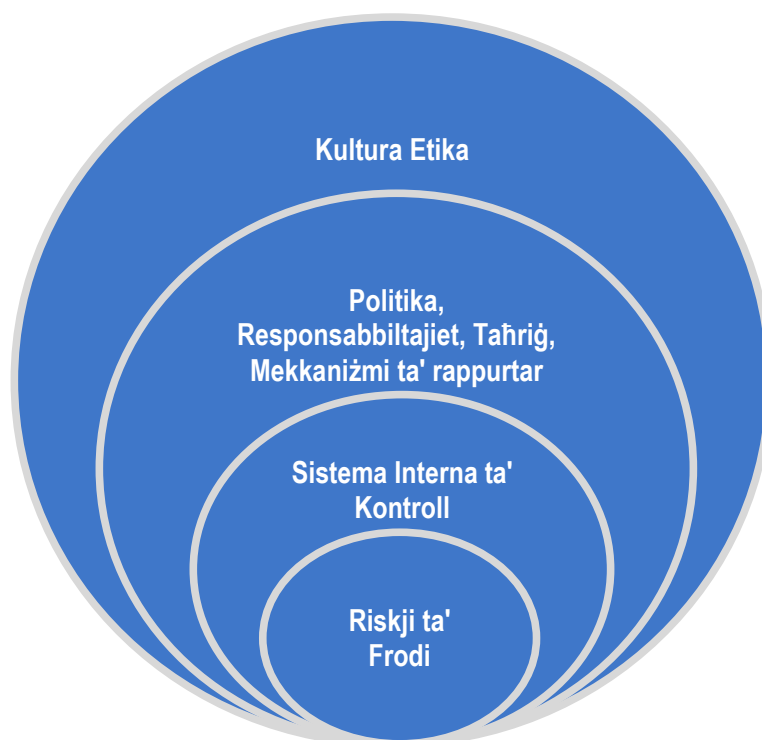 Kultura Etika
Politika,
Responsabbiltajiet, Taħriġ,
Mekkaniżmi ta' rappurtar
Sistema Interna ta'
Kontroll
Riskji ta'
Frodi